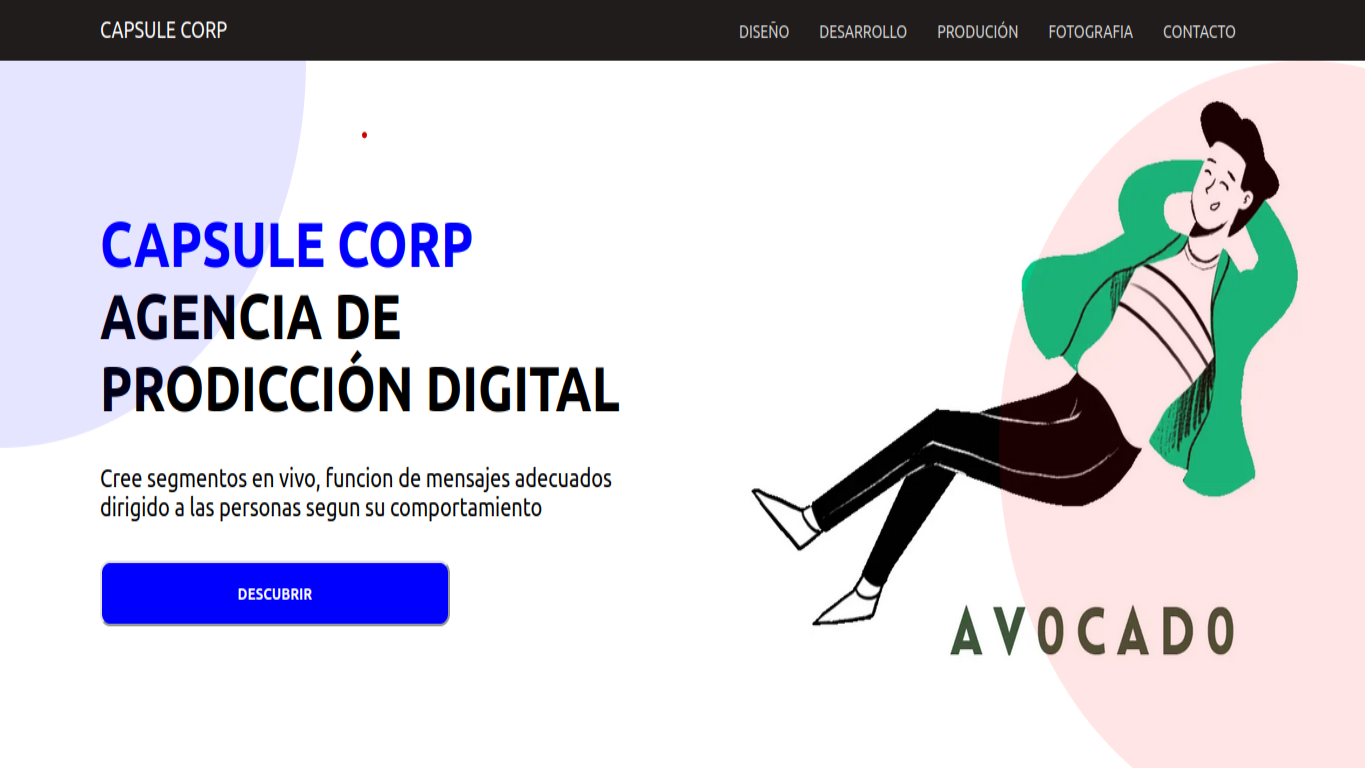 CAPSULE CORP
DISEÑO DESARROLLO PRODUCIÓN FOTOGRAFIA CONTACTO
CAPSULE CORP
AGENCIA DE
PRODICCIÓN DIGITAL
Cree segmentos en vivo, funcion de mensajes adecuados
dirigido a las personas segun su comportamiento
DESCUBRIR
AVOCADO